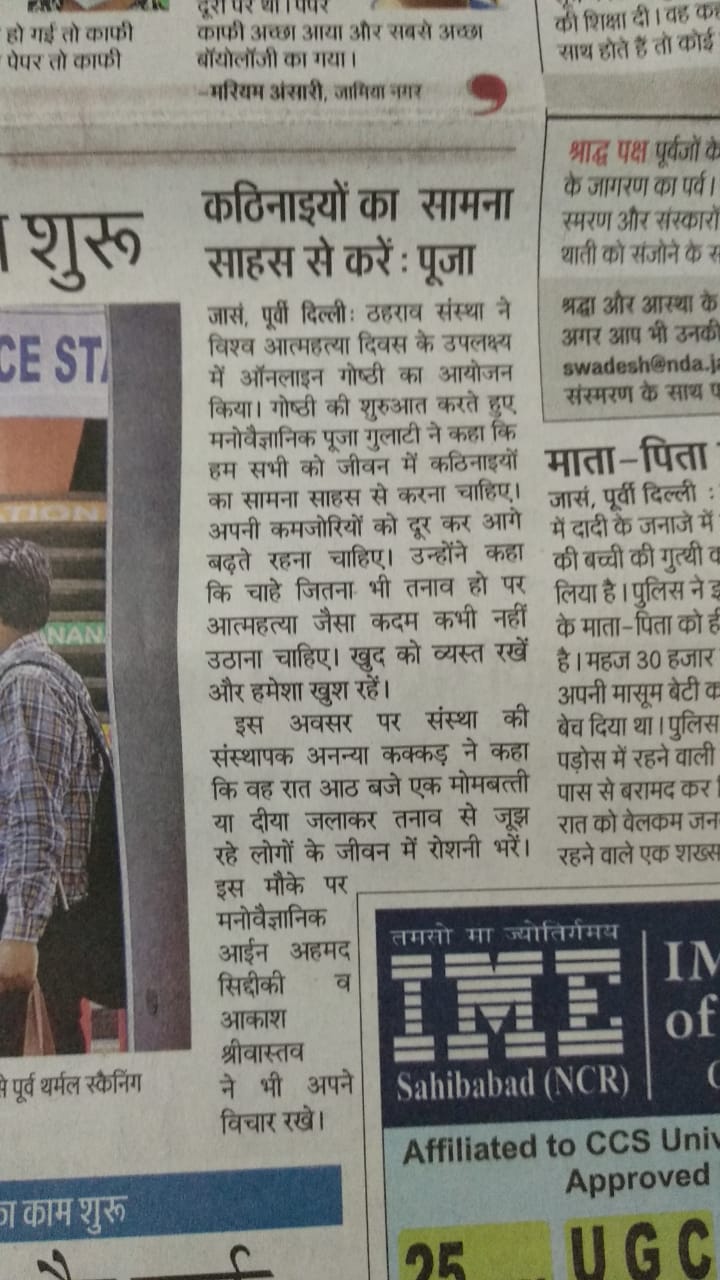 हो गई तो काफी
पेपर तो काफी
दूरी पर था। पेपर
काफी अच्छा आया और सबसे अच्छा
बॉयोलॉजी का गया।
–मरियम अंसारी, जामिया नगर
की शिक्षा दी। वह
साथ होते हैं तो कोई
श्राद्ध पक्ष पूर्वजों के
के जागरण का पर्व।
स्मरण और संस्कारों
थाती को संजोने के
श्रद्धा और आस्था के
अगर आप भी उनकी
swadesh@nda.ja
संस्मरण के साथ
शुरू
CE STA
ATION
NAN
से पूर्व थर्मल स्कैनिंग
का काम शुरू
कठिनाइयों का सामना
साहस से करें : पूजा
जासं, पूर्वी दिल्ली: ठहराव संस्था ने
विश्व आत्महत्या दिवस के उपलक्ष्य
में ऑनलाइन गोष्ठी का आयोजन
किया। गोष्ठी की शुरुआत करते हुए
मनोवैज्ञानिक पूजा गुलाटी ने कहा कि
हम सभी को जीवन में कठिनाइयों
का सामना साहस से करना चाहिए।
अपनी कमजोरियों को दूर कर आगे
बढ़ते रहना चाहिए। उन्होंने कहा
कि चाहे जितना भी तनाव हो पर
आत्महत्या जैसा कदम कभी नहीं
उठाना चाहिए। खुद को व्यस्त रखें
और हमेशा खुश रहें।
इस अवसर पर संस्था की
संस्थापक अनन्या कक्कड़ ने कहा
कि वह रात आठ बजे एक मोमबत्ती
या दीया जलाकर तनाव से जूझ
रहे लोगों के जीवन में रोशनी भरें।
इस मौके पर
मनोवैज्ञानिक
आईन अहमद
सिद्दीकी व
आकाश
श्रीवास्तव
ने भी अपने
विचार रखे।
माता-पिता
जासं, पूर्वी दिल्ली :
में दादी के जनाजे में
की बच्ची की गुत्थी
लिया है। पुलिस ने
के माता-पिता को ही
है। महज 30 हजार
अपनी मासूम बेटी
बेच दिया था। पुलिस
पड़ोस में रहने वाली
पास से बरामद कर
रात को वेलकम
रहने वाले एक शख्स
तमसो मा ज्योतिर्गमय
IME
Sahibabad (NCR)
IM
of
Affiliated to CCS Univ
Approved
25
UGC